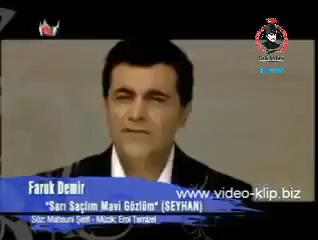 Faruk Demir
www.video-klip.biz
"Sarı Saçlım Mavi Gözlüm" (SEYHAN)
Söz: Mahsuni Şerif - Müzik: Erol Temizel